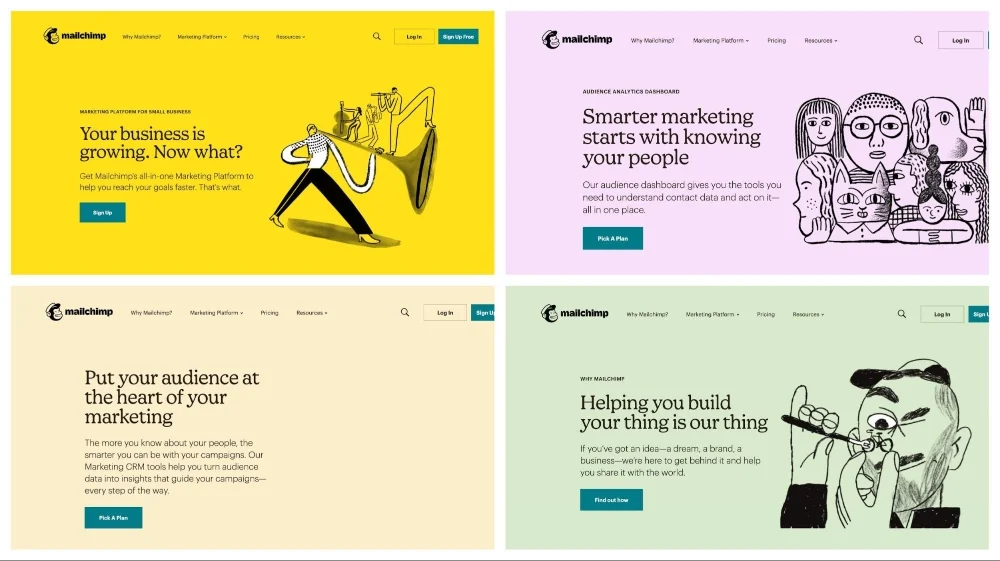 mailchimp
Why Mailchimp? Marketing Platform Pricing Resources
Log In Sign Up Free
MARKETING PLATFORM FOR SMALL BUSINESS
Your business is
growing. Now what?
Get Mailchimp's all-in-one Marketing Platform to
help you reach your goals faster. That's what.
Sign Up
mailchimp
Why Mailchimp? Marketing Platform Pricing Resources
Log In
AUDIENCE ANALYTICS DASHBOARD
Smarter marketing
starts with knowing
your people
Our audience dashboard gives you the tools you
need to understand contact data and act on it—
all in one place.
Pick A Plan
mailchimp
Why Mailchimp? Marketing Platform Pricing Resources
Log In Sign U
Put your audience at
the heart of your
marketing
The more you know about your people, the
smarter you can be with your campaigns. Our
Marketing CRM tools help you turn audience
data into insights that guide your campaigns—
every step of the way.
Pick A Plan
mailchimp
Why Mailchimp? Marketing Platform Pricing Resources
Log In Sign U
WHY MAILCHIMP
Helping you build
your thing is our thing
If you've got an idea—a dream, a brand, a
business—we're here to get behind it and help
you share it with the world.
Find out how